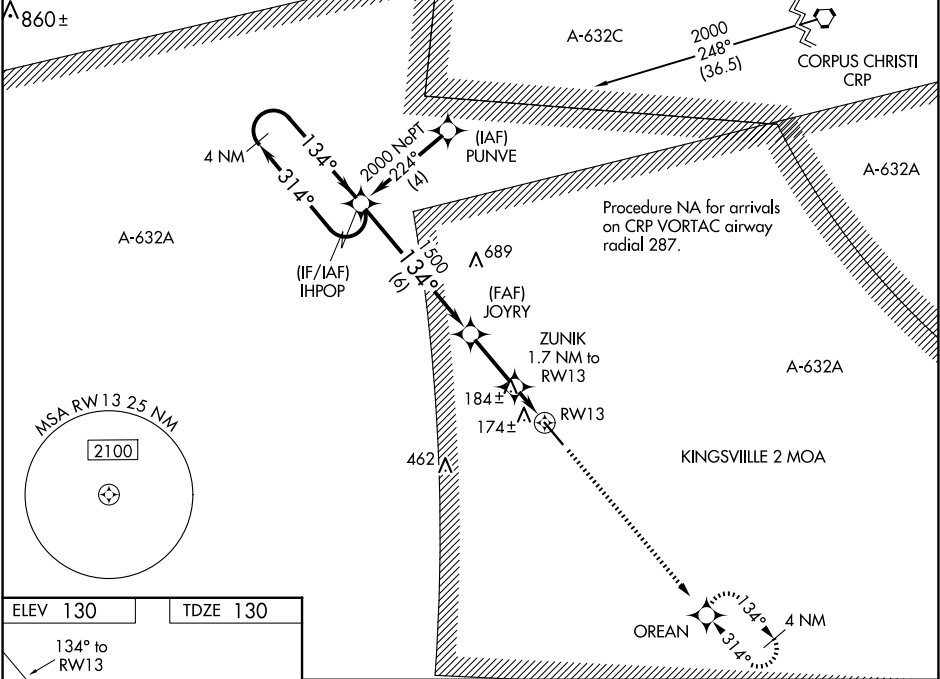 860±
A-632C
2000
248°
(36.5)
CORPUS CHRISTI
CRP
(IAF)
PUNVE
2000 NoPT
224°
(4)
4 NM
134°
314°
A-632A
A-632A
Procedure NA for arrivals
on CRP VORTAC airway
radial 287.
(IF/IAF)
IHPOP
1500
134°
(6)
689
(FAF)
JOYRY
ZUNIK
1.7 NM to
RW13
A-632A
184±
174±
RW13
MSA RW13 25 NM
2100
462
KINGSVIILLE 2 MOA
ELEV 130
TDZE 130
134° to
RW13
OREAN
134°
314°
4 NM